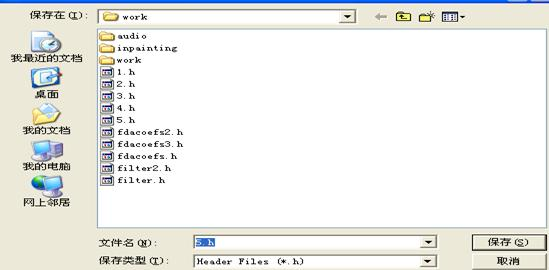 保存在(I): work
我最近的文档
桌面
我的文档
我的电脑
网上邻居
audio
inpainting
work
1.h
2.h
3.h
4.h
5.h
fdacoefs2.h
fdacoefs3.h
fdacoefs.h
filter2.h
filter.h
文件名(N): 5.h 保存(S)
保存类型(T): Header Files (*.h) 取消